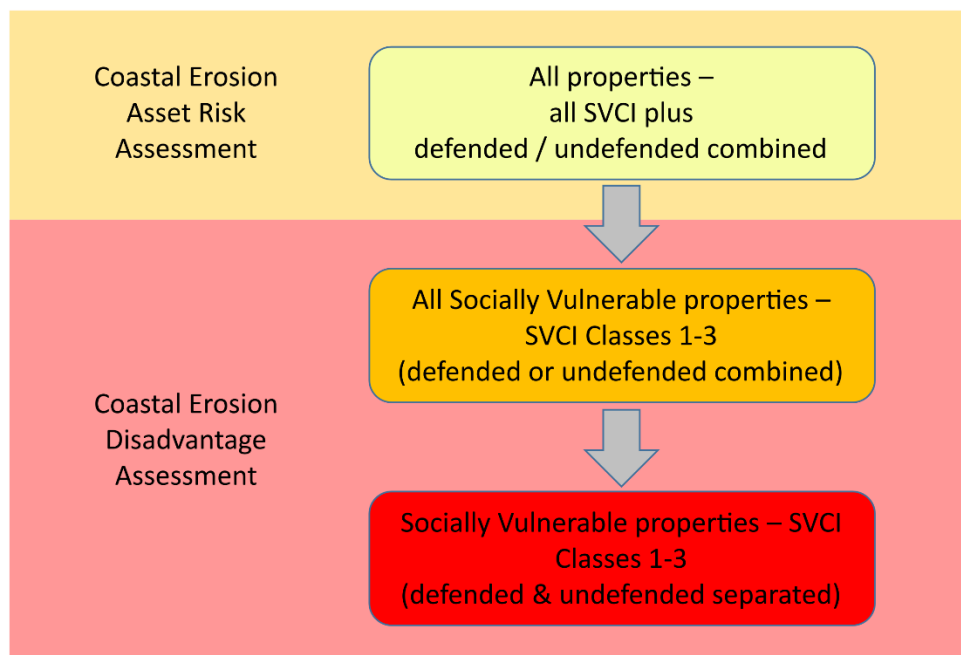 Coastal Erosion
Asset Risk
Assessment
All properties –
all SVCI plus
defended / undefended combined
All Socially Vulnerable properties –
SVCI Classes 1-3
(defended or undefended combined)
Coastal Erosion
Disadvantage
Assessment
Socially Vulnerable properties – SVCI
Classes 1-3
(defended & undefended separated)